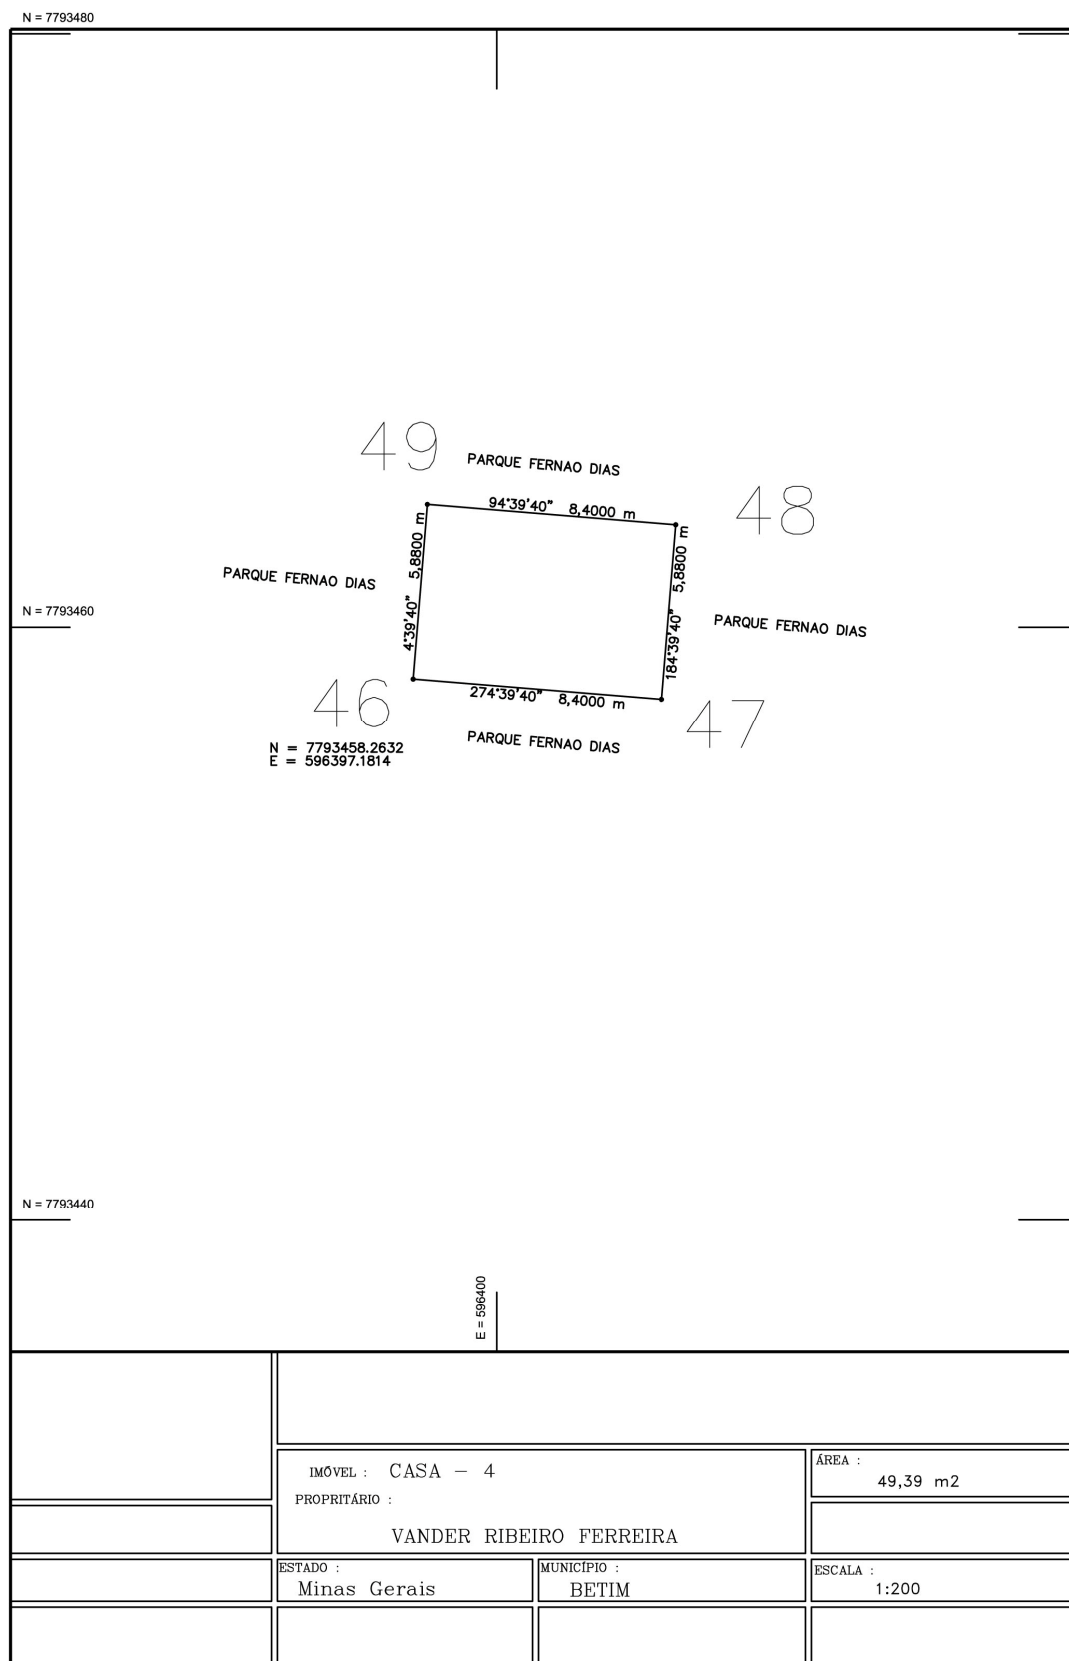 N = 7793480
49
PARQUE FERNAO DIAS
48
94°39'40" 8,4000 m
5,8800 m
5,8800 m
PARQUE FERNAO DIAS
4°39'40"
N = 7793460
184°39'40"
PARQUE FERNAO DIAS
46
274°39'40" 8,4000 m
47
PARQUE FERNAO DIAS
N = 7793458.2632
E = 596397.1814
N = 7793440
E = 596400
IMÓVEL : CASA - 4
ÁREA :
49,39 m2
PROPRITÁRIO :
VANDER RIBEIRO FERREIRA
ESTADO :
Minas Gerais
MUNICÍPIO :
BETIM
ESCALA :
1:200